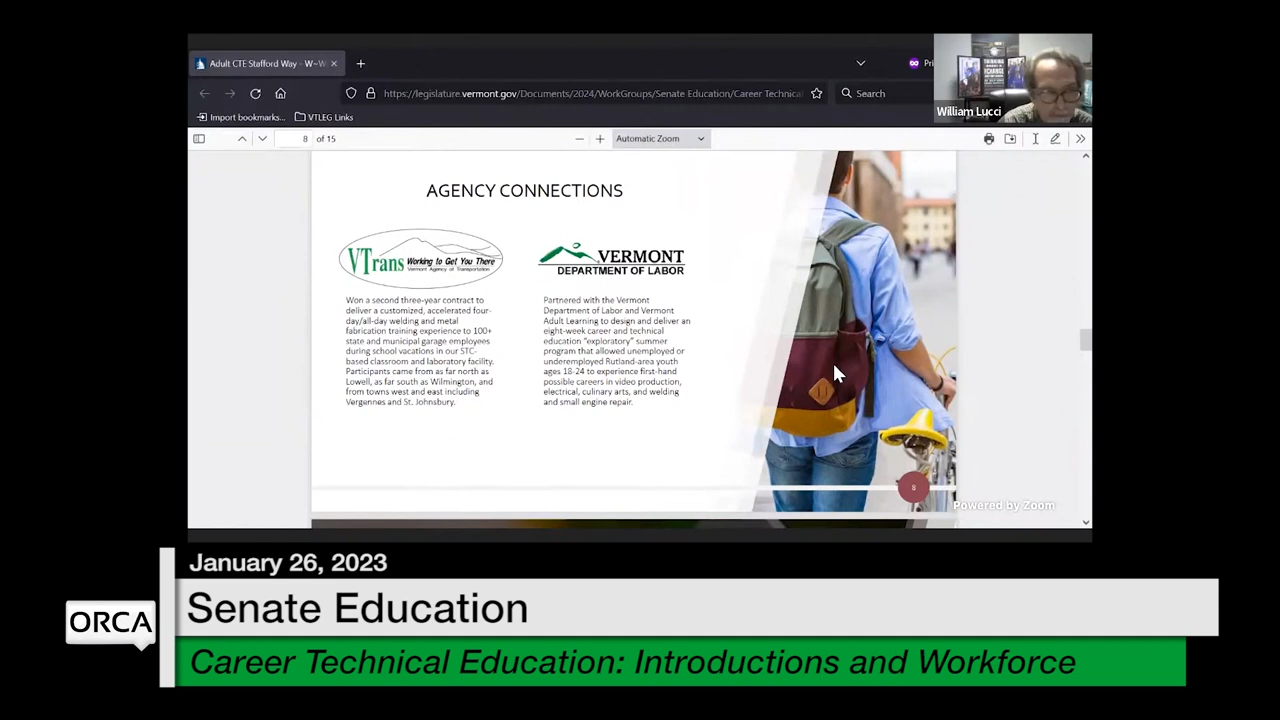 Adult CTE Stafford Way - W~W
https://legislature.vermont.gov/Documents/2024/WorkGroups/Senate Education/Career Technical
Search
Import bookmarks...
VTLEG Links
William Lucci
8 of 15
Automatic Zoom
AGENCY CONNECTIONS
VTrans Working to Get You There
Vermont Agency of Transportation
VERMONT
DEPARTMENT OF LABOR
Won a second three-year contract to
deliver a customized, accelerated four-
day/all-day welding and metal
fabrication training experience to 100+
state and municipal garage employees
during school vacations in our STC-
based classroom and laboratory facility.
Participants came from as far north as
Lowell, as far south as Wilmington, and
from towns west and east including
Vergennes and St. Johnsbury.
Partnered with the Vermont
Department of Labor and Vermont
Adult Learning to design and deliver an
eight-week career and technical
education "exploratory" summer
program that allowed unemployed or
underemployed Rutland-area youth
ages 18-24 to experience first-hand
possible careers in video production,
electrical, culinary arts, and welding
and small engine repair.
8
Powered by Zoom
January 26, 2023
ORCA
Senate Education
Career Technical Education: Introductions and Workforce